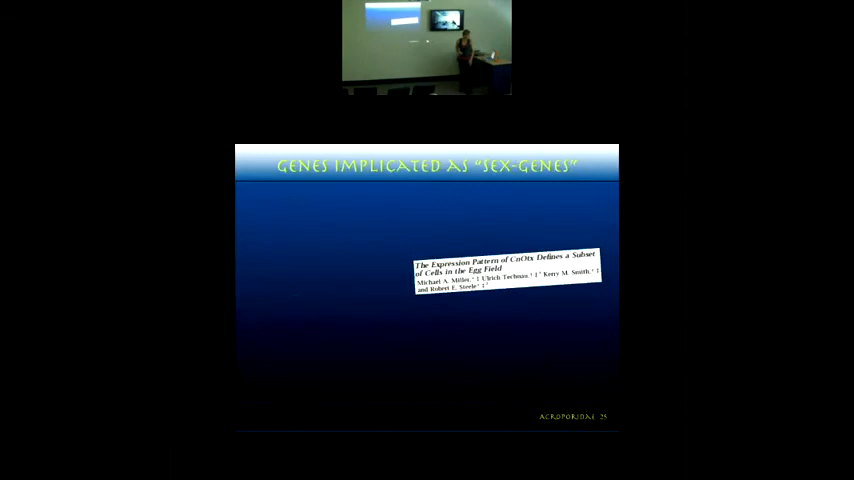 GENES IMPLICATED AS "SEX-GENES"
The Expression Pattern of CnOtx Defines a Subset
of Cells in the Egg Field
Michael A. Miller, Ulrich Technau, Kerry M. Smith,
and Robert E. Steele
ACROPORIDAE 25